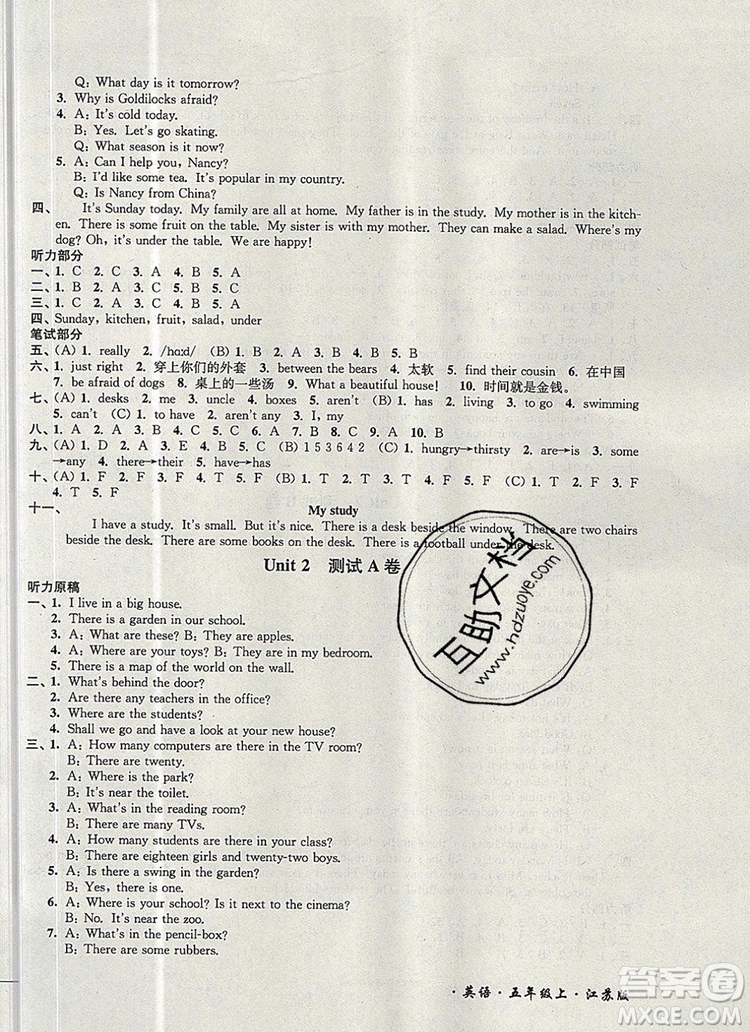 Q: What day is it tomorrow?
3. Why is Goldilocks afraid?
4. A: It's cold today.
B: Yes. Let's go skating.
Q: What season is it now?
5. A: Can I help you, Nancy?
B: I'd like some tea. It's popular in my country.
Q: Is Nancy from China?
四、 It's Sunday today. My family are all at home. My father is in the study. My mother is in the kitch-
en. There is some fruit on the table. My sister is with my mother. They can make a salad. Where's my
dog? Oh, it's under the table. We are happy!
听力部分
一、1. C 2. C 3. A 4. B 5. A
二、1. B 2. A 3. B 4. C 5. A
三、1. C 2. A 3. C 4. A 5. B
四、Sunday, kitchen, fruit, salad, under
笔试部分
五、(A) 1. really 2. /hɑːd/ (B) 1. B 2. A 3. B 4. B 5. A
六、1. just right 2. 穿上你们的外套 3. between the bears 4. 太软 5. find their cousin 6. 在中国
7. be afraid of dogs 8. 桌上的一些汤 9. What a beautiful house! 10. 时间就是金钱。
七、(A) 1. desks 2. me 3. uncle 4. boxes 5. aren't (B) 1. has 2. living 3. to go 4. swimming
5. can't (C) 1. to have 2. aren't any 3. I, my
八、1. B 2. A 3. C 4. B 5. C 6. B 7. C 8. A 9. A 10. B
九、(A) 1. D 2. A 3. B 4. E 5. C (B) 1 5 3 6 4 2 (C) 1. hungry→thirsty 2. are→is 3. some
→any 4. there→their 5. have→has
十、(A) 1. F 2. F 3. F 4. T 5. F (B) 1. T 2. T 3. T 4. F 5. T (C) 1. F 2. F 3. F
4. T 5. T
十一、 My study
I have a study. It's small. But it's nice. There is a desk beside the window. There are two chairs
beside the desk. There are some books on the desk. There is a football under the desk.
Unit 2 测试 A 卷
听力原稿
一、1. I live in a big house.
2. There is a garden in our school.
3. A: What are these? B: They are apples.
4. A: Where are your toys? B: They are in my bedroom.
5. There is a map of the world on the wall.
二、1. What's behind the door?
2. Are there any teachers in the office?
3. Where are the students?
4. Shall we go and have a look at your new house?
三、1. A: How many computers are there in the TV room?
B: There are twenty.
2. A: Where is the park?
B: It's near the toilet.
3. A: What's in the reading room?
B: There are many TVs.
4. A: How many students are there in your class?
B: There are eighteen girls and twenty-two boys.
5. A: Is there a swing in the garden?
B: Yes, there is one.
6. A: Where is your school? Is it next to the cinema?
B: No. It's near the zoo.
7. A: What's in the pencil-box?
B: There are some rubbers.
互助文档
www.hdzuoye.com
·英语·五年级上·江苏版
答案圈
MXQE.COM